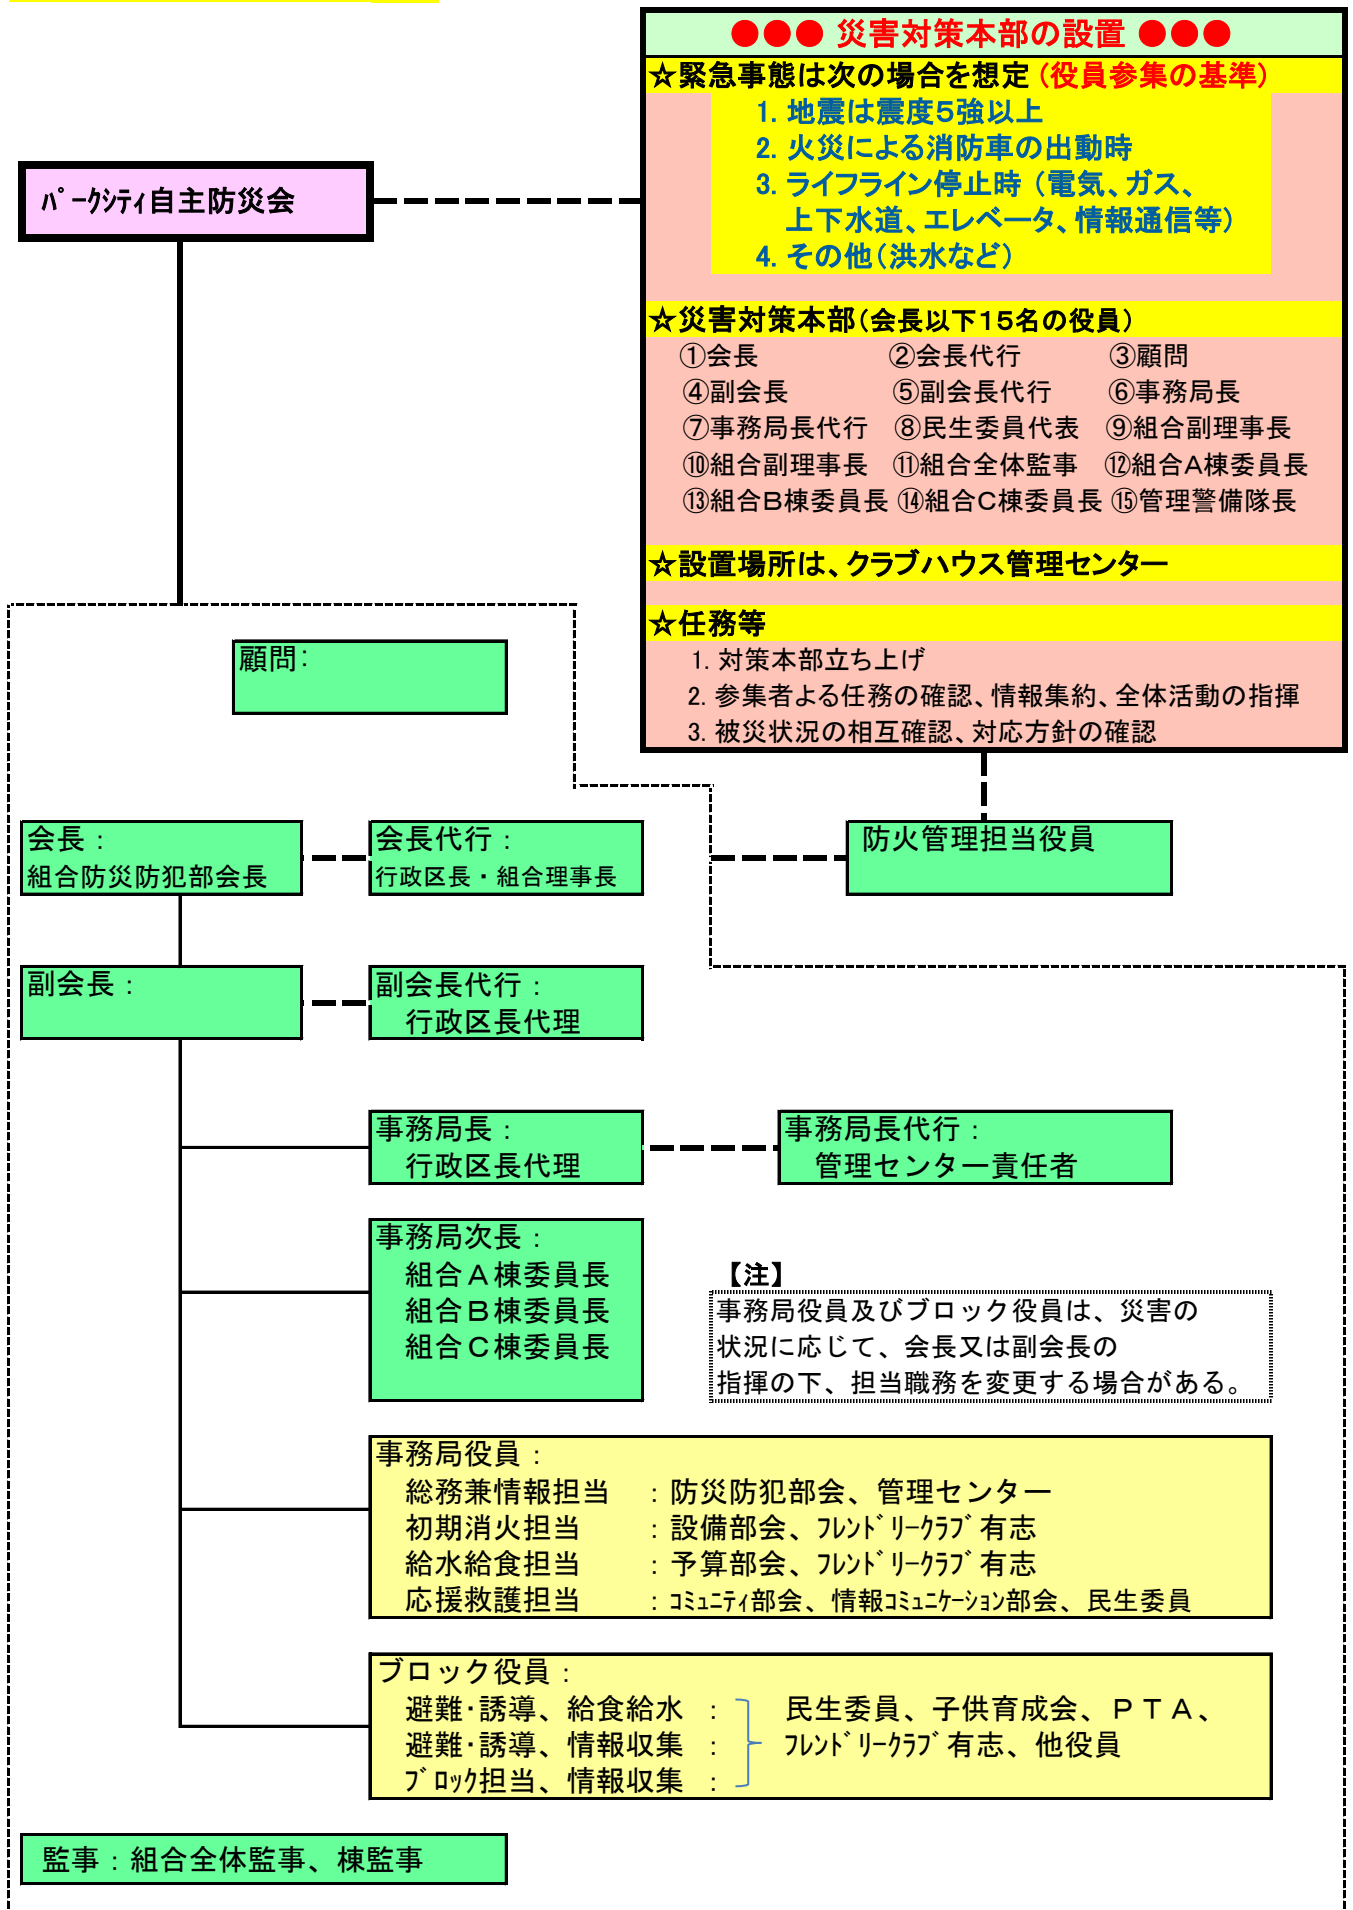 ●●● 災害対策本部の設置 ●●●
☆緊急事態は次の場合を想定（役員参集の基準）
1. 地震は震度5強以上
2. 火災による消防車の出動時
3. ライフライン停止時（電気、ガス、
上下水道、エレベータ、情報通信等）
4. その他（洪水など）
ﾊﾟｰｸｼﾃｨ自主防災会
☆災害対策本部（会長以下15名の役員）
①会長 ②会長代行 ③顧問
④副会長 ⑤副会長代行 ⑥事務局長
⑦事務局長代行 ⑧民生委員代表 ⑨組合副理事長
⑩組合副理事長 ⑪組合全体監事 ⑫組合A棟委員長
⑬組合B棟委員長 ⑭組合C棟委員長 ⑮管理警備隊長
☆設置場所は、クラブハウス管理センター
☆任務等
1. 対策本部立ち上げ
2. 参集者よる任務の確認、情報集約、全体活動の指揮
3. 被災状況の相互確認、対応方針の確認
顧問：
会長：
組合防災防犯部会長
会長代行：
行政区長・組合理事長
防火管理担当役員
副会長：
副会長代行：
行政区長代理
事務局長：
行政区長代理
事務局長代行：
管理センター責任者
事務局次長：
組合Ａ棟委員長
組合Ｂ棟委員長
組合Ｃ棟委員長
【注】
事務局役員及びブロック役員は、災害の
状況に応じて、会長又は副会長の
指揮の下、担当職務を変更する場合がある。
事務局役員：
総務兼情報担当 ：防災防犯部会、管理センター
初期消火担当 ：設備部会、ﾌﾚﾝﾄﾞﾘｰｸﾗﾌﾞ有志
給水給食担当 ：予算部会、ﾌﾚﾝﾄﾞﾘｰｸﾗﾌﾞ有志
応援救護担当 ：ｺﾐｭﾆﾃｨ部会、情報ｺﾐｭﾆｹｰｼｮﾝ部会、民生委員
ブロック役員：
避難･誘導、給食給水 ： 民生委員、子供育成会、ＰＴＡ、
避難･誘導、情報収集 ： ﾌﾚﾝﾄﾞﾘｰｸﾗﾌﾞ有志、他役員
ﾌﾞﾛｯｸ担当、情報収集 ：
監事：組合全体監事、棟監事